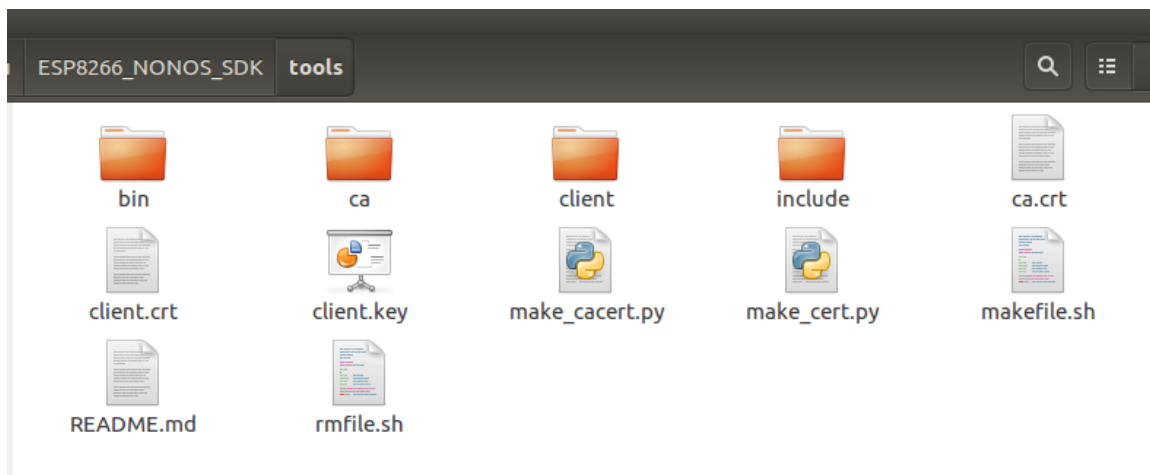 ESP8266_NONOS_SDK tools
bin ca client include ca.crt
client.crt client.key make_cacert.py make_cert.py makefile.sh
README.md rmfile.sh